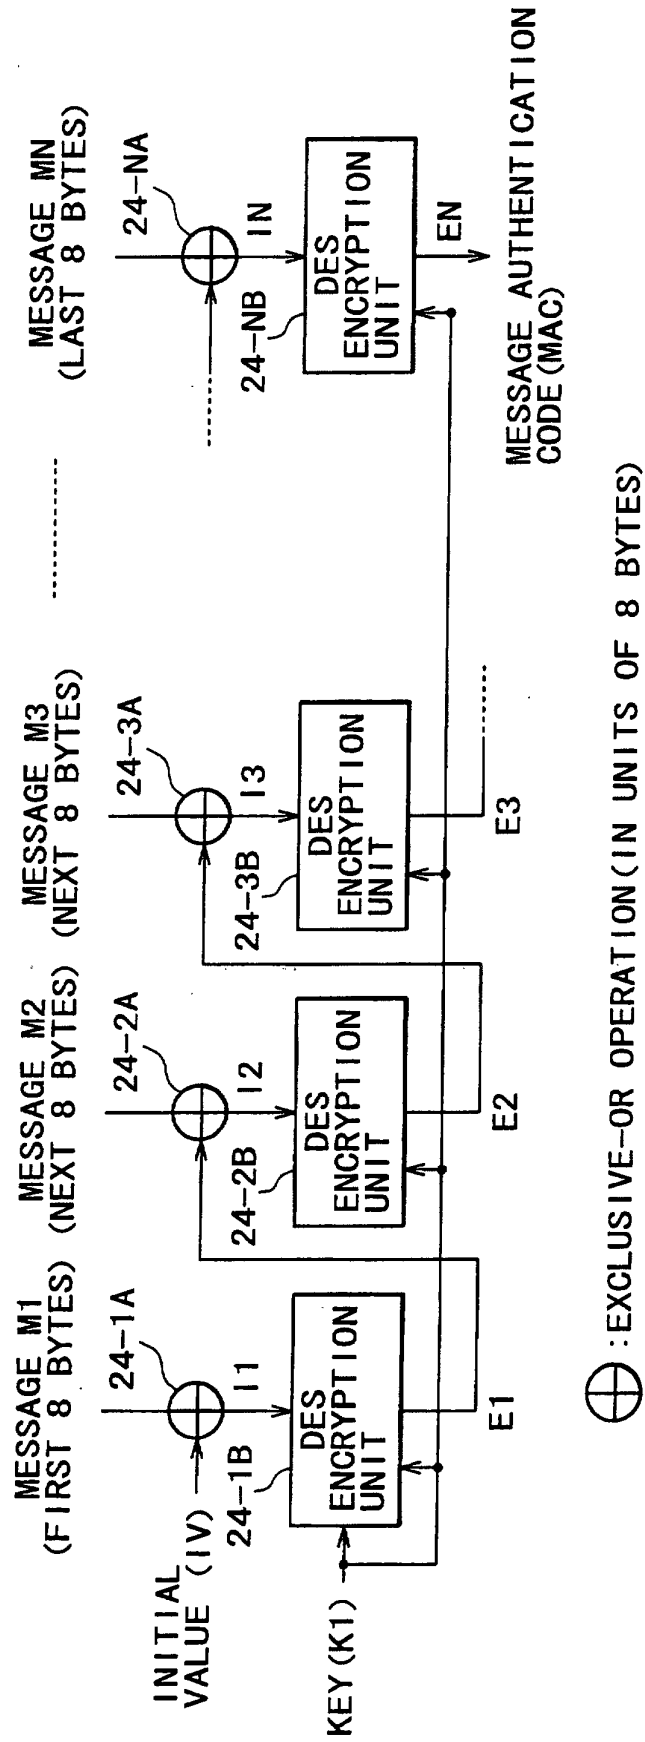 MESSAGE M1
(FIRST 8 BYTES)
MESSAGE M2
(NEXT 8 BYTES)
MESSAGE M3
(NEXT 8 BYTES)
MESSAGE MN
(LAST 8 BYTES)
24-1A
24-2A
24-3A
24-NA
INITIAL
VALUE (IV)
I1
I2
I3
IN
24-1B
24-2B
24-3B
24-NB
DES
ENCRYPTION
UNIT
DES
ENCRYPTION
UNIT
DES
ENCRYPTION
UNIT
DES
ENCRYPTION
UNIT
KEY(K1)
E1
E2
E3
EN
MESSAGE AUTHENTICATION
CODE(MAC)
:EXCLUSIVE-OR OPERATION(IN UNITS OF 8 BYTES)